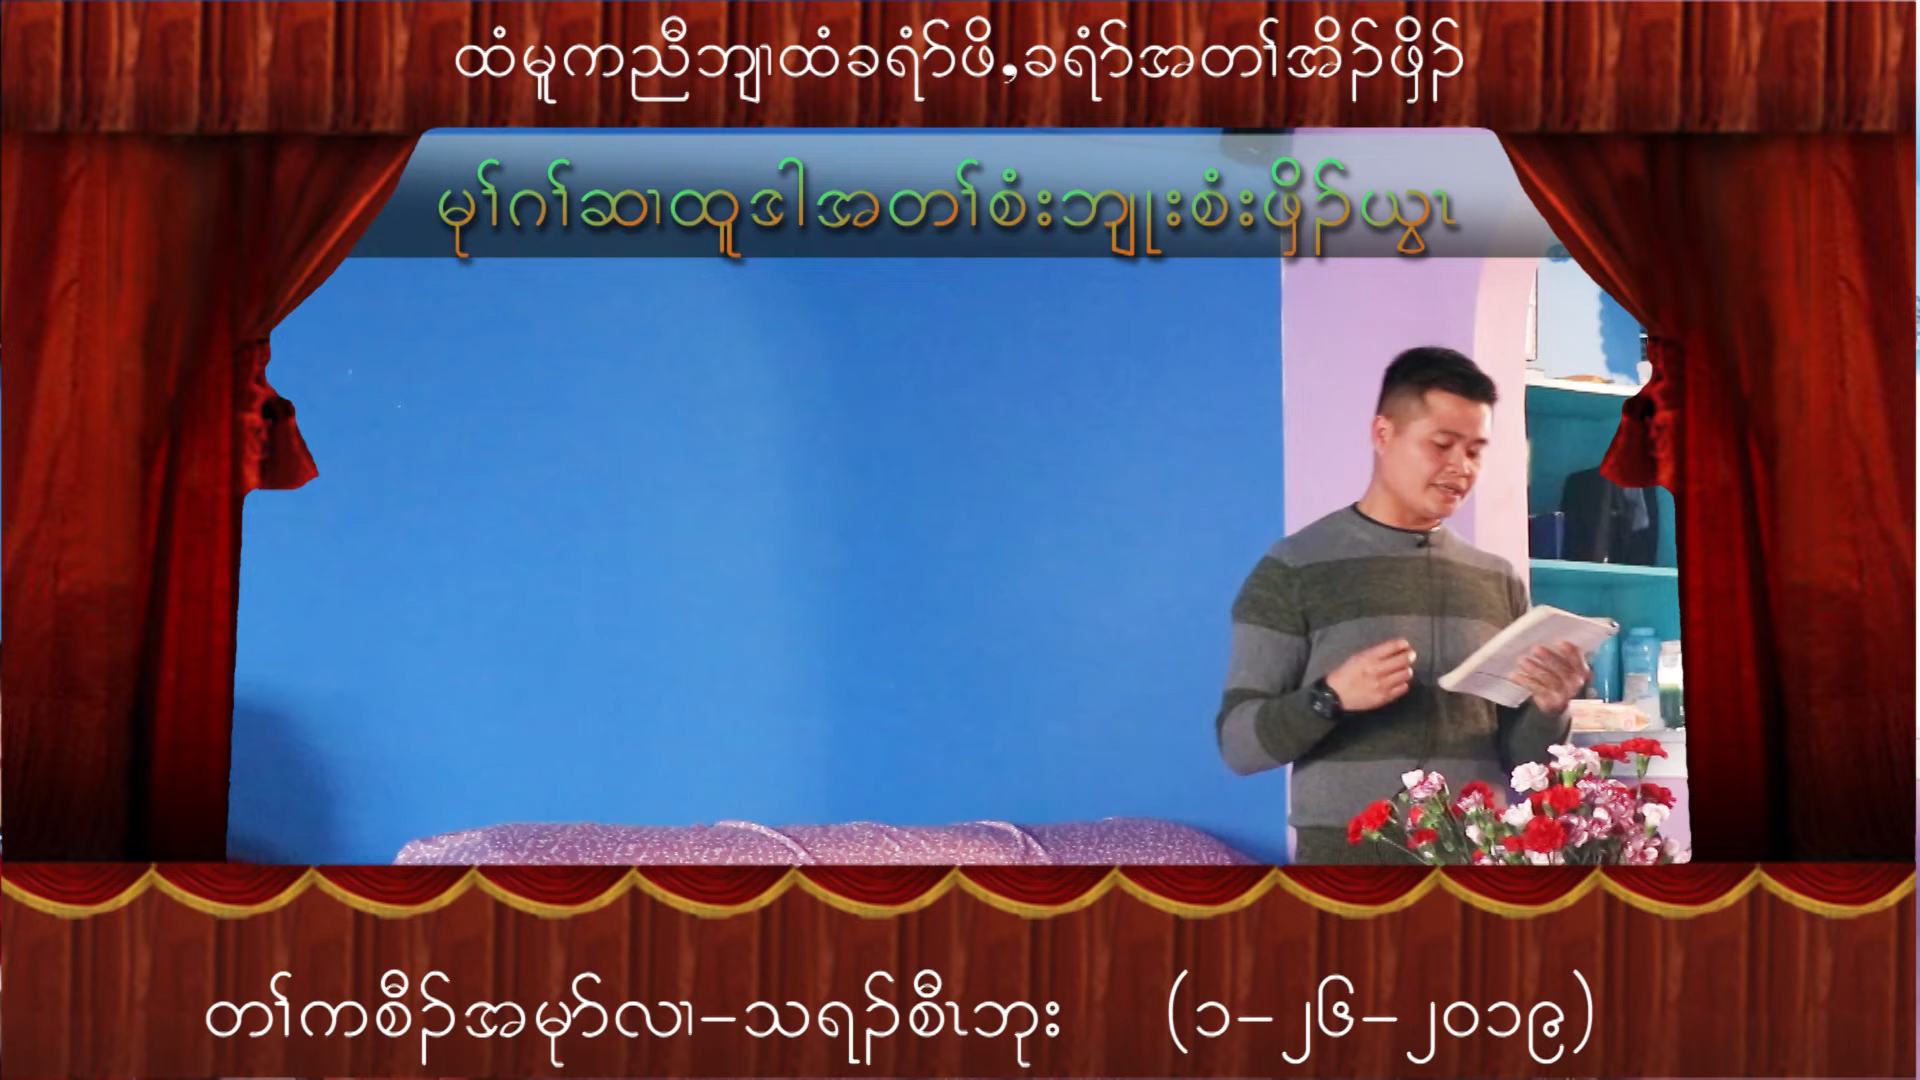 ထံမူကညီဘျၢထံခရံာ်ဖိ,ခရံာ်အတၢ်အိၣ်ဖှိၣ်
မုၢ်ဂၢ်ဆၢထူဒါအတၢ်စံးဘျုးစံးဖှိၣ်ယွၤ
တၢ်ကစီၣ်အမုာ်လၢ–သရၣ်စီၤဘုး (၁–၂၆–၂၀၁၉)